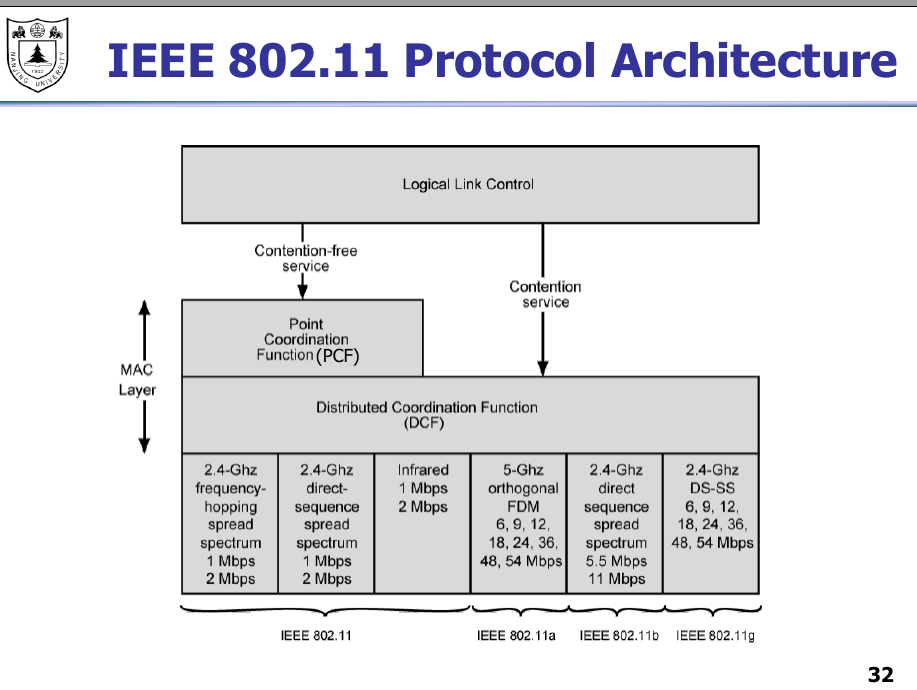 NANJING UNIVERSITY
1902
IEEE 802.11 Protocol Architecture
Logical Link Control
Contention-free
service
Contention
service
Point
Coordination
Function (PCF)
MAC
Layer
Distributed Coordination Function
(DCF)
2.4-Ghz
frequency-
hopping
spread
spectrum
1 Mbps
2 Mbps
2.4-Ghz
direct-
sequence
spread
spectrum
1 Mbps
2 Mbps
Infrared
1 Mbps
2 Mbps
5-Ghz
orthogonal
FDM
6, 9, 12,
18, 24, 36,
48, 54 Mbps
2.4-Ghz
direct
sequence
spread
spectrum
5.5 Mbps
11 Mbps
2.4-Ghz
DS-SS
6, 9, 12,
18, 24, 36,
48, 54 Mbps
IEEE 802.11
IEEE 802.11a
IEEE 802.11b
IEEE 802.11g
32